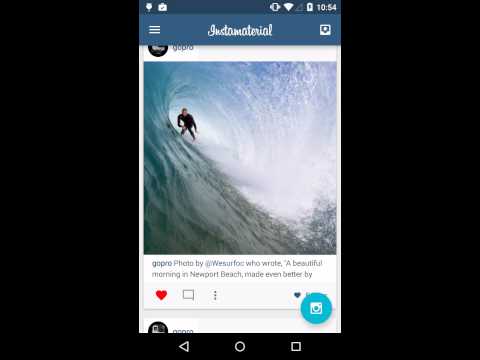 10:54
Instamaterial
gopro
gopro Photo by @Wesurfoc who wrote, "A beautiful
morning in Newport Beach, made even better by
gopro